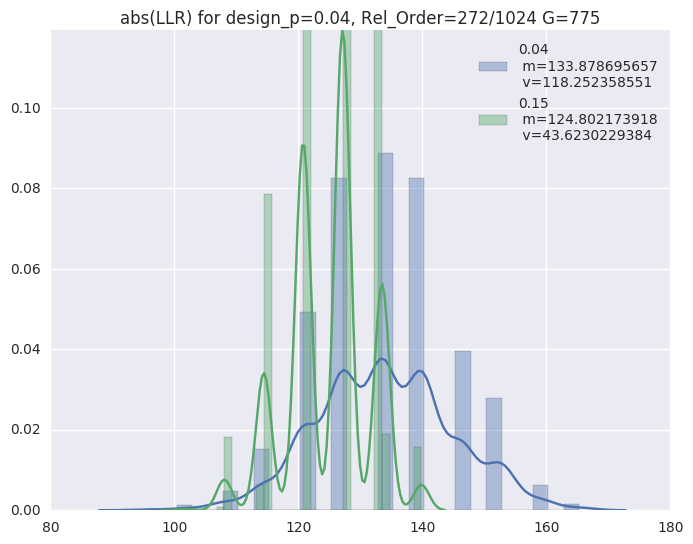 abs(LLR) for design_p=0.04, Rel_Order=272/1024 G=775
0.04
m=133.878695657
v=118.252358551
0.15
m=124.802173918
v=43.6230229384
0.10
0.08
0.06
0.04
0.02
0.00
80 100 120 140 160 180